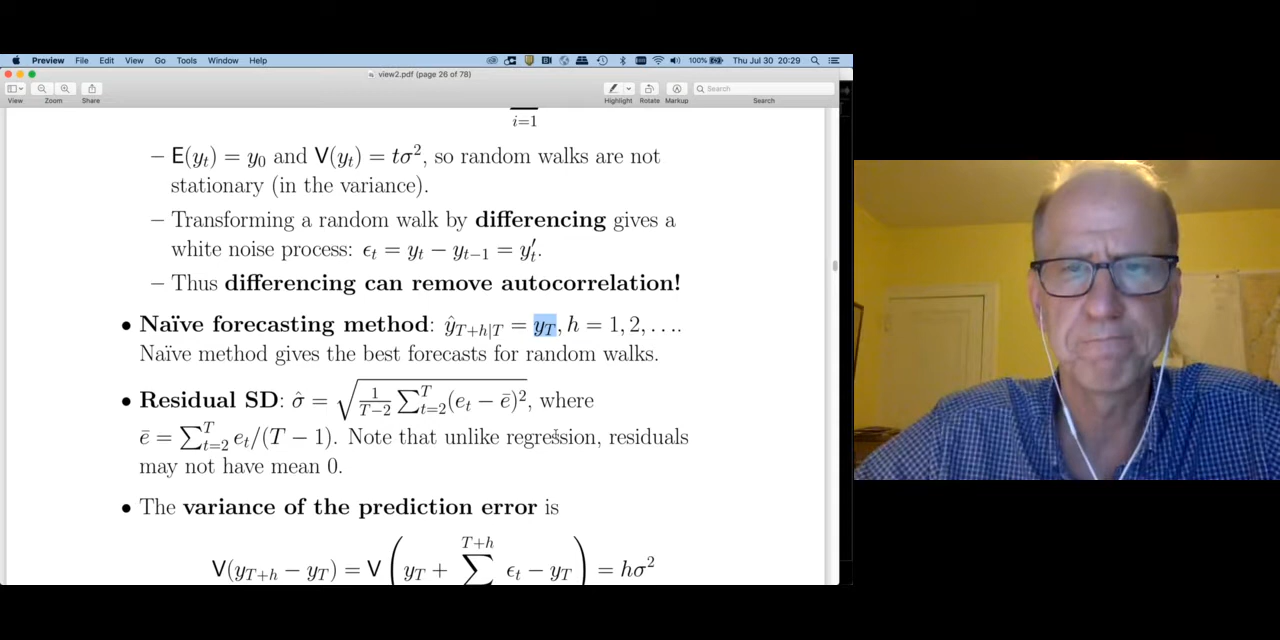 Preview File Edit View Go Tools Window Help 100% Thu Jul 30 20:29
view2.pdf (page 26 of 78)
View Zoom Share Highlight Rotate Markup Search
Search
i=1
– E(y_t) = y_0 and V(y_t) = tσ², so random walks are not
stationary (in the variance).
– Transforming a random walk by differencing gives a
white noise process: ϵ_t = y_t − y_{t−1} = y′_t.
– Thus differencing can remove autocorrelation!
• Naïve forecasting method: ŷ_{T+h|T} = y_T, h = 1, 2, . . ..
Naïve method gives the best forecasts for random walks.
• Residual SD: σ̂ = √(1/(T−2) ∑_{t=2}^{T} (e_t − ē)²), where
ē = ∑_{t=2}^{T} e_t/(T − 1). Note that unlike regression, residuals
may not have mean 0.
• The variance of the prediction error is
V(y_{T+h} − y_T) = V(y_T + ∑^{T+h} ϵ_t − y_T) = hσ²